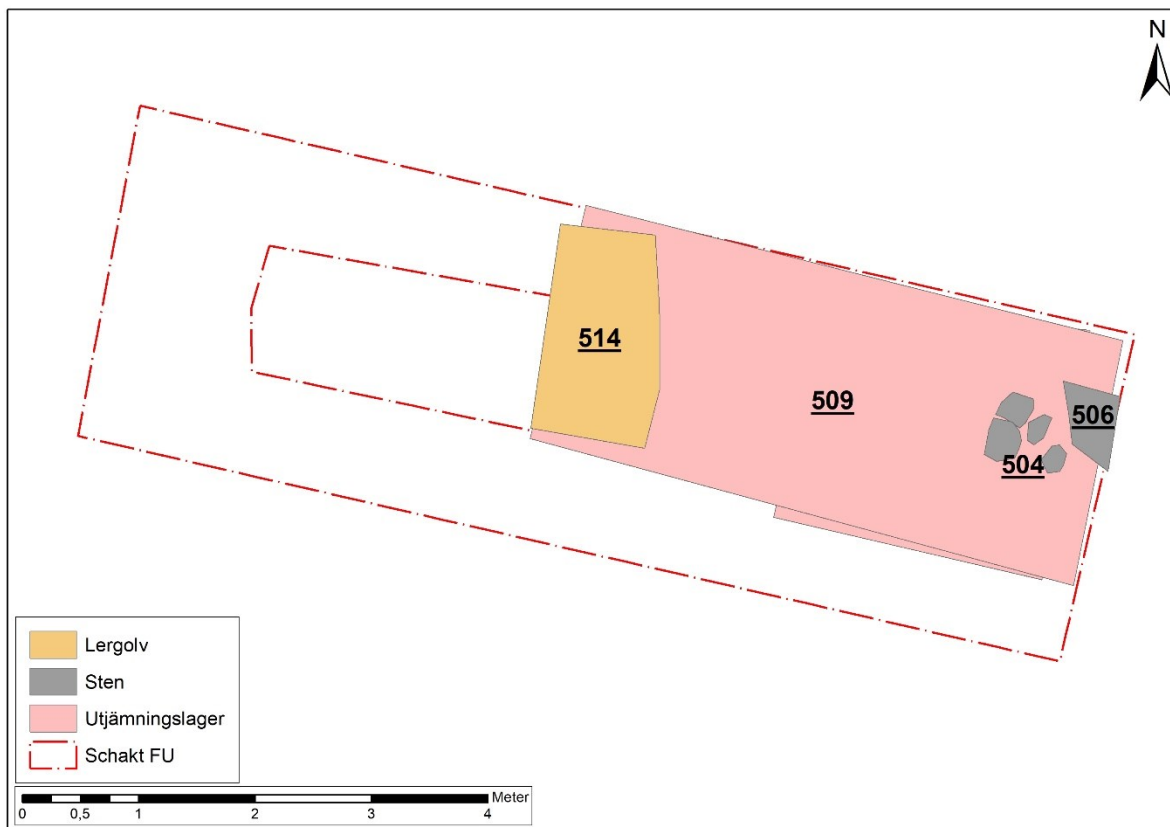 N
514
509
506
504
Lergolv
Sten
Utjämningslager
Schakt FU
Meter
0 0,5 1 2 3 4